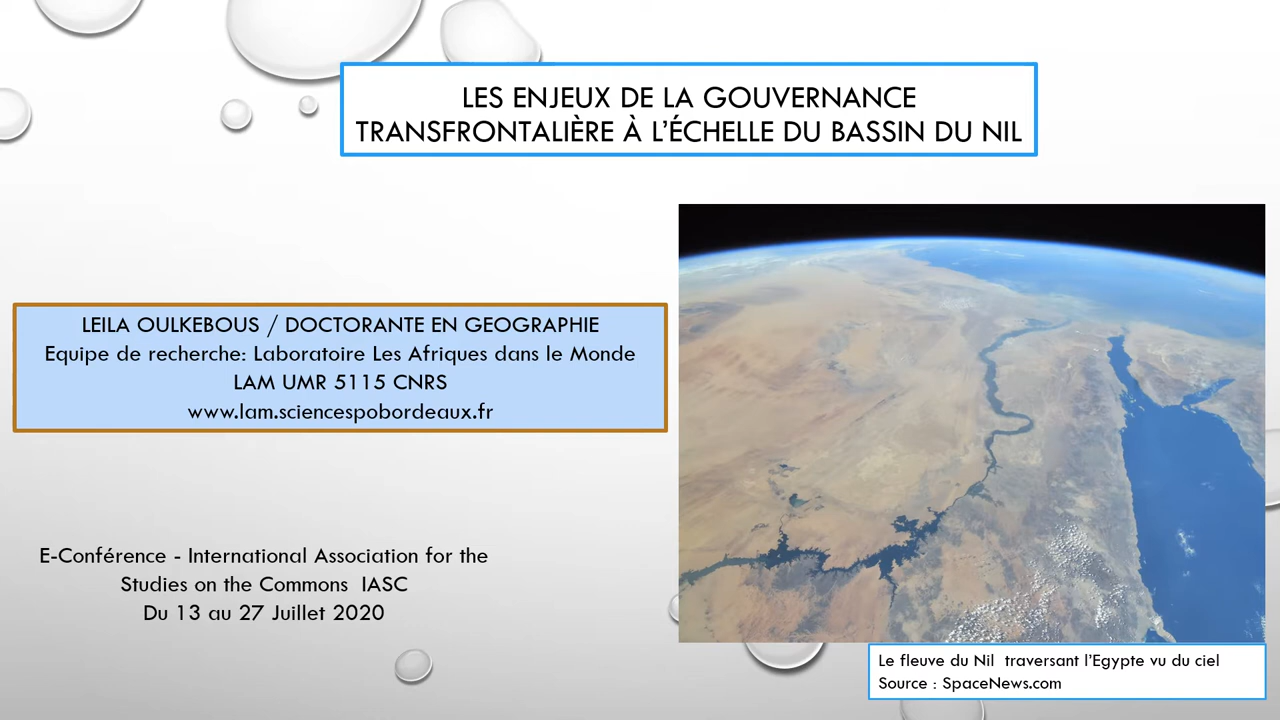 LES ENJEUX DE LA GOUVERNANCE
TRANSFRONTALIÈRE À L'ÉCHELLE DU BASSIN DU NIL
LEILA OULKEBOUS / DOCTORANTE EN GEOGRAPHIE
Equipe de recherche: Laboratoire Les Afriques dans le Monde
LAM UMR 5115 CNRS
www.lam.sciencespobordeaux.fr
E-Conférence - International Association for the
Studies on the Commons IASC
Du 13 au 27 Juillet 2020
Le fleuve du Nil traversant l'Egypte vu du ciel
Source : SpaceNews.com